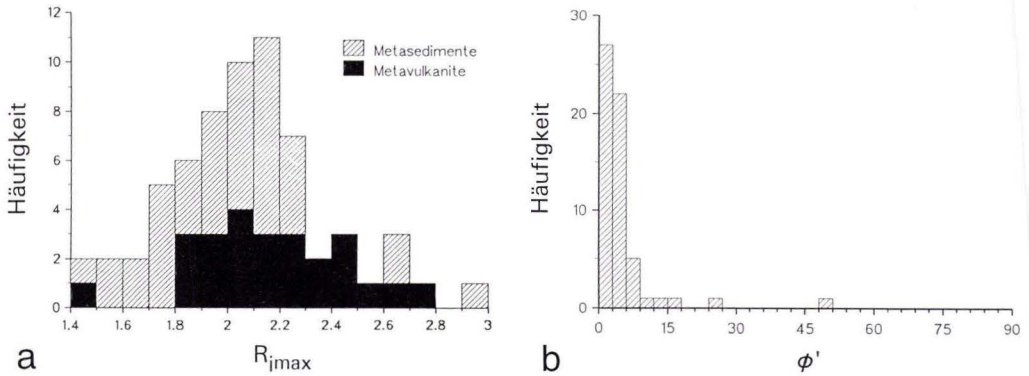 Häufigkeit
12
10
8
6
4
2
0
1.4 1.6 1.8 2 2.2 2.4 2.6 2.8 3
R_jmax
Metasedimente
Metavulkanite
a
Häufigkeit
30
20
10
0
0 15 30 45 60 75 90
ϕ'
b